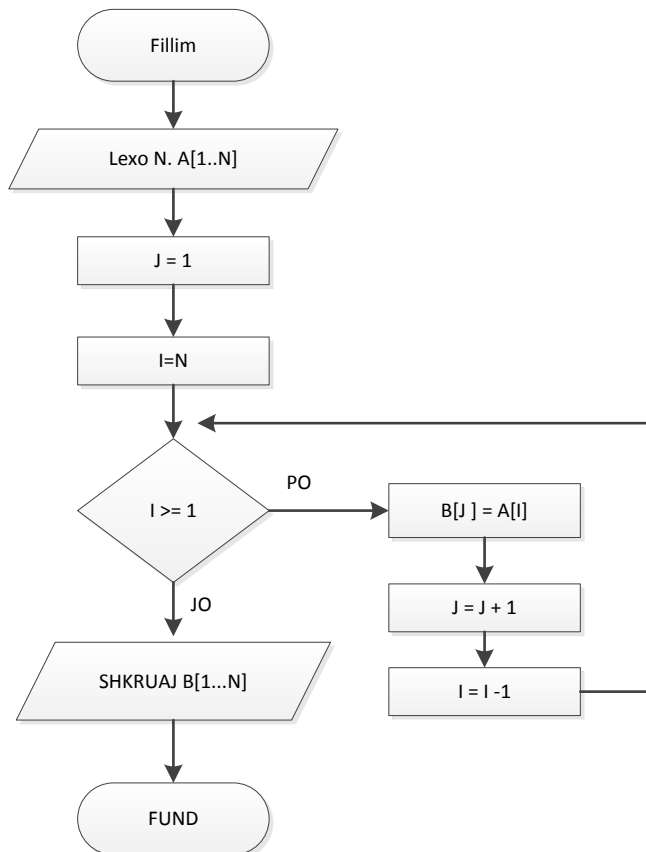 Fillim
Lexo N. A[1..N]
J = 1
I=N
I >= 1
PO
B[J ] = A[I]
J = J + 1
I = I -1
JO
SHKRUAJ B[1...N]
FUND